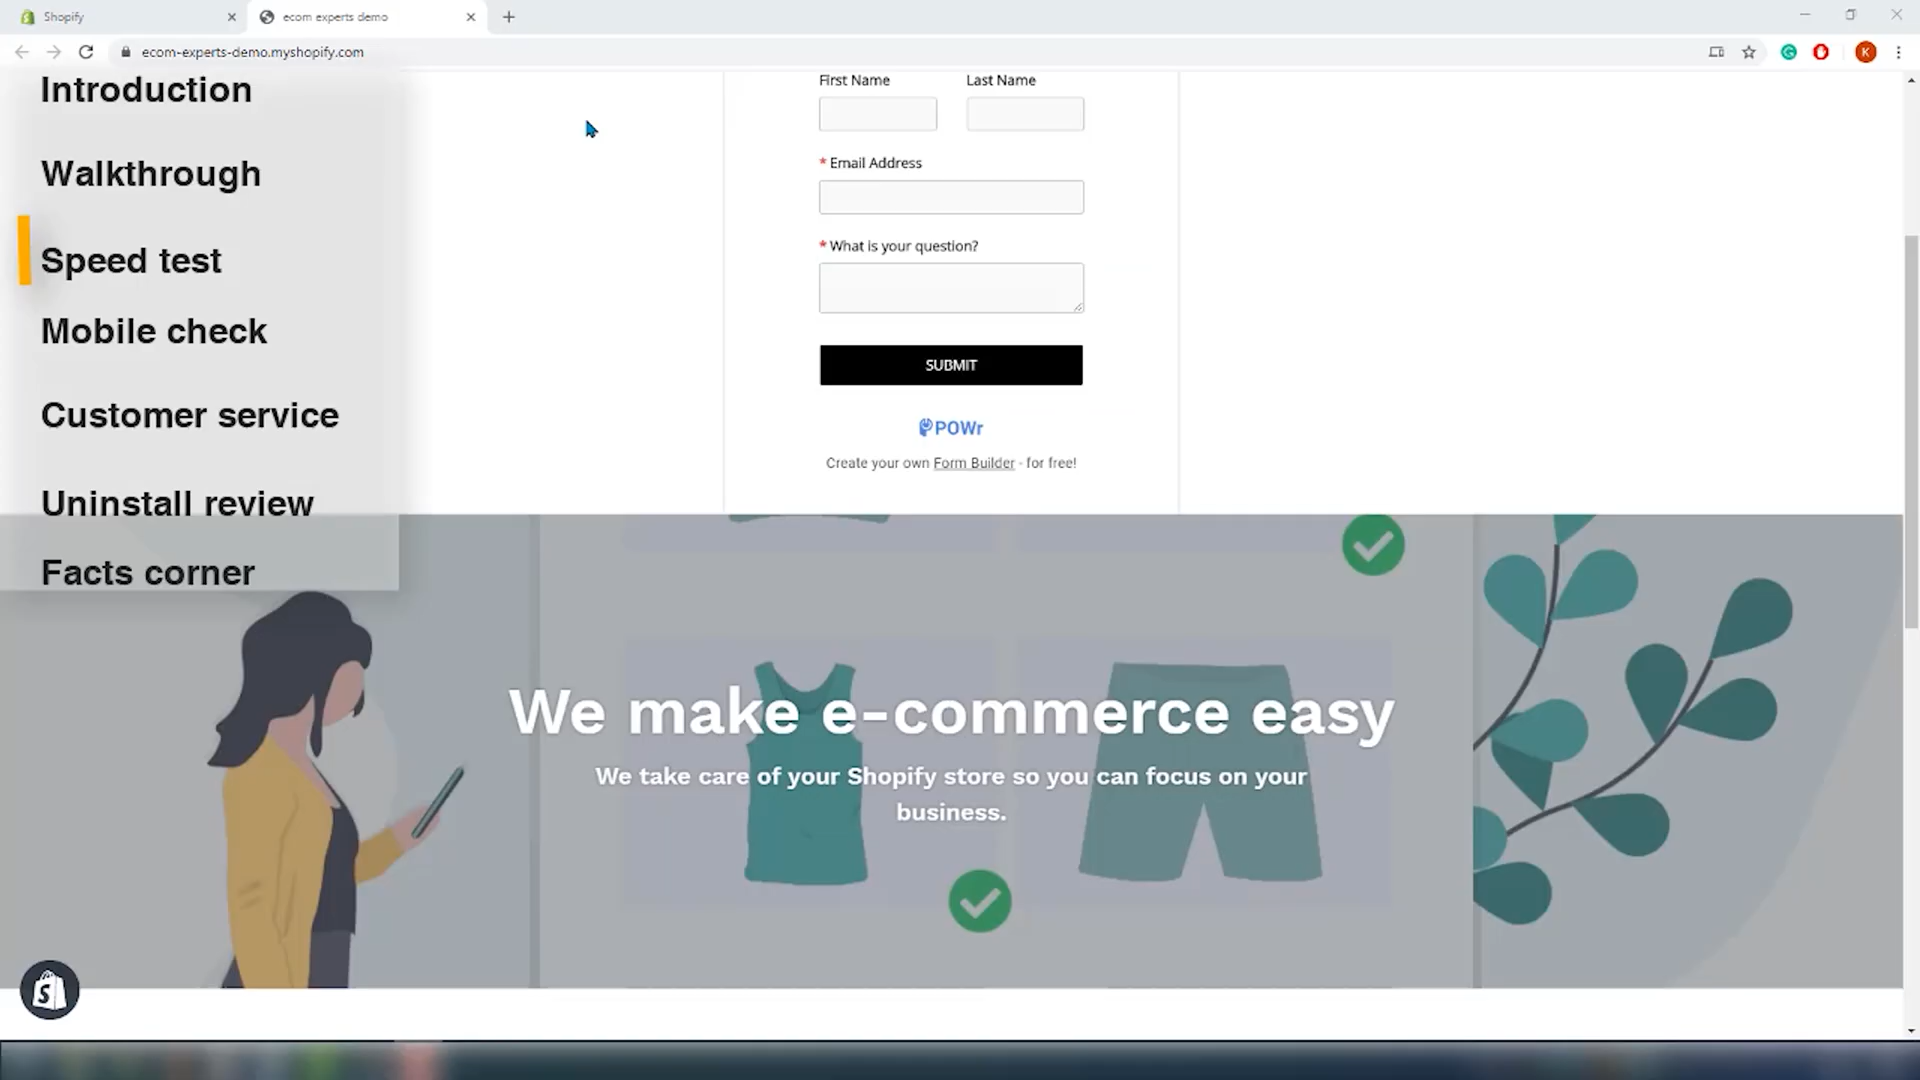 Shopify
ecom experts demo
ecom-experts-demo.myshopify.com
K
Introduction
Walkthrough
Speed test
Mobile check
Customer service
Uninstall review
Facts corner
First Name
Last Name
* Email Address
* What is your question?
SUBMIT
POWr
Create your own Form Builder - for free!
We make e-commerce easy
We take care of your Shopify store so you can focus on your
business.